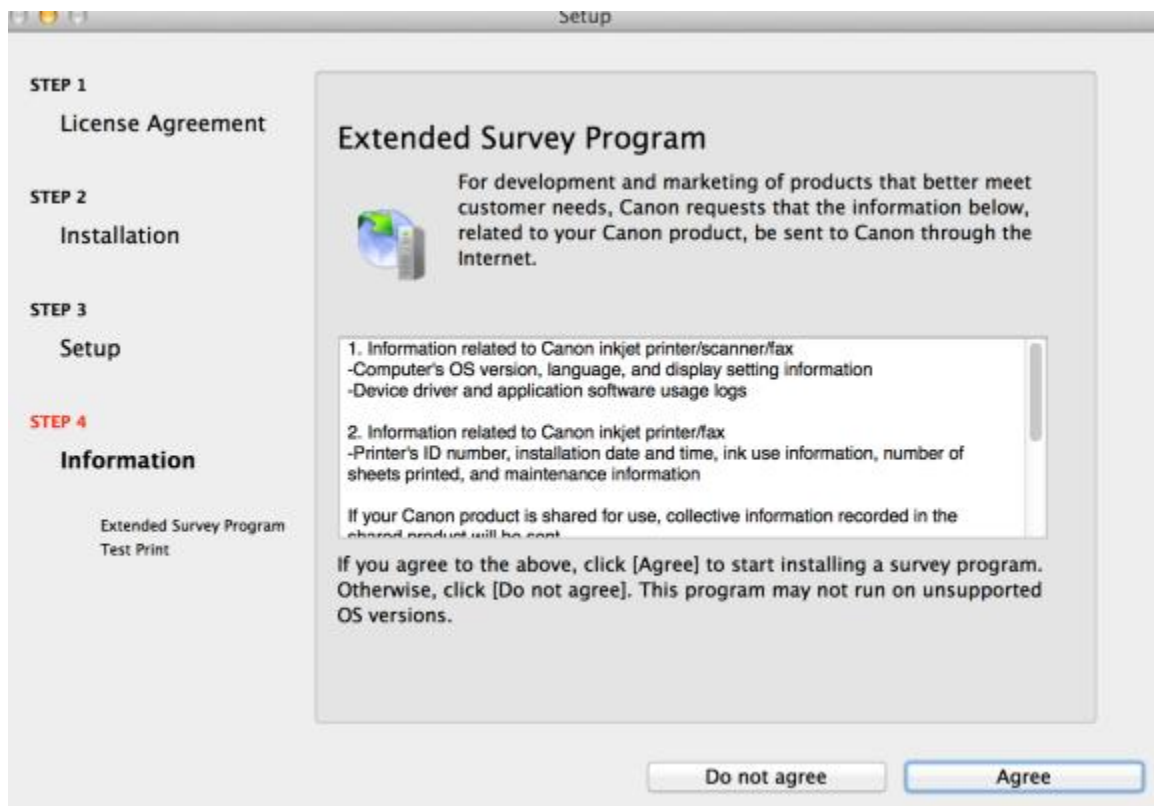 Setup
STEP 1
License Agreement
STEP 2
Installation
STEP 3
Setup
STEP 4
Information
Extended Survey Program
Test Print
Extended Survey Program
For development and marketing of products that better meet
customer needs, Canon requests that the information below,
related to your Canon product, be sent to Canon through the
Internet.
1. Information related to Canon inkjet printer/scanner/fax
-Computer's OS version, language, and display setting information
-Device driver and application software usage logs
2. Information related to Canon inkjet printer/fax
-Printer's ID number, installation date and time, ink use information, number of
sheets printed, and maintenance information
If your Canon product is shared for use, collective information recorded in the
shared product will be sent
If you agree to the above, click [Agree] to start installing a survey program.
Otherwise, click [Do not agree]. This program may not run on unsupported
OS versions.
Do not agree
Agree